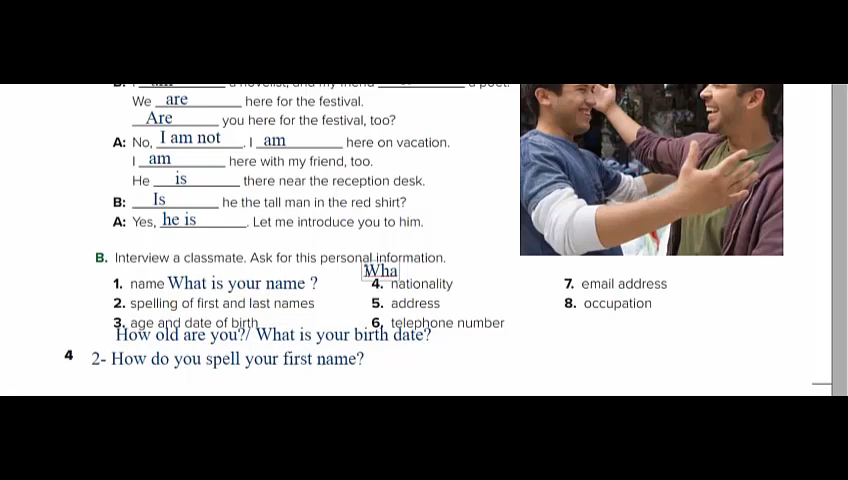 a novelist, and my friend a poet.
We are here for the festival.
Are you here for the festival, too?
A: No, I am not. I am here on vacation.
I am here with my friend, too.
He is there near the reception desk.
B: Is he the tall man in the red shirt?
A: Yes, he is. Let me introduce you to him.
B. Interview a classmate. Ask for this personal information.
Wha
1. name What is your name ? 4. nationality 7. email address
2. spelling of first and last names 5. address 8. occupation
3. age and date of birth 6. telephone number
How old are you?/ What is your birth date?
4 2- How do you spell your first name?